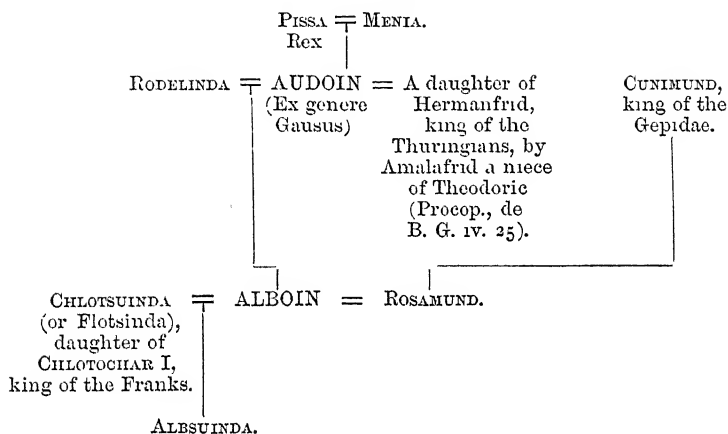 PISSA = MENIA.
Rex
RODELINDA = AUDOIN = A daughter of
(Ex genere
Gausus)
Hermanfrid,
king of the
Thuringians, by
Amalafrid a niece
of Theodoric
(Procop., de
B. G. iv. 25).
CUNIMUND,
king of the
Gepidae.
CHLOTSUINDA = ALBOIN = ROSAMUND.
(or Flotsinda),
daughter of
CHLOTOCHAR I,
king of the Franks.
ALBSUINDA.